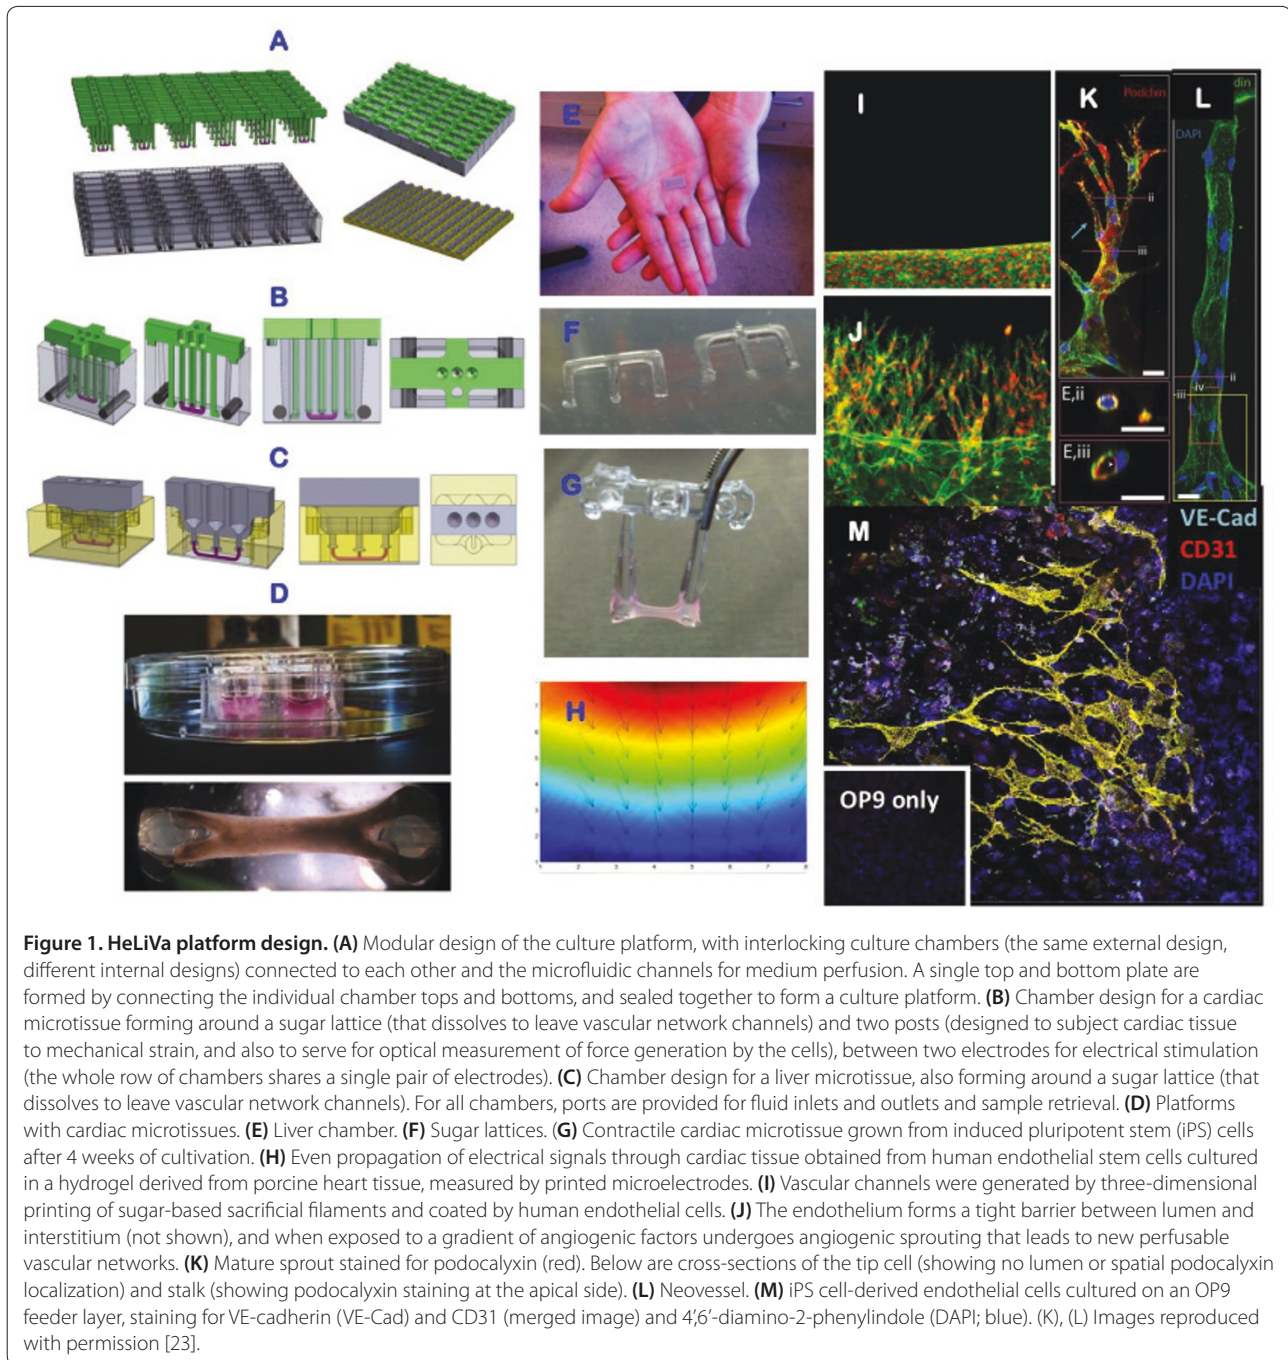 A
B
C
D
E
F
G
H
I
J
K
Podclxn
DAPI
ii
iii
E,ii
E,iii
L
din
ii
iv
iii
M
VE-Cad
CD31
DAPI
OP9 only
Figure 1. HeLiVa platform design. (A) Modular design of the culture platform, with interlocking culture chambers (the same external design,
different internal designs) connected to each other and the microfluidic channels for medium perfusion. A single top and bottom plate are
formed by connecting the individual chamber tops and bottoms, and sealed together to form a culture platform. (B) Chamber design for a cardiac
microtissue forming around a sugar lattice (that dissolves to leave vascular network channels) and two posts (designed to subject cardiac tissue
to mechanical strain, and also to serve for optical measurement of force generation by the cells), between two electrodes for electrical stimulation
(the whole row of chambers shares a single pair of electrodes). (C) Chamber design for a liver microtissue, also forming around a sugar lattice (that
dissolves to leave vascular network channels). For all chambers, ports are provided for fluid inlets and outlets and sample retrieval. (D) Platforms
with cardiac microtissues. (E) Liver chamber. (F) Sugar lattices. (G) Contractile cardiac microtissue grown from induced pluripotent stem (iPS) cells
after 4 weeks of cultivation. (H) Even propagation of electrical signals through cardiac tissue obtained from human endothelial stem cells cultured
in a hydrogel derived from porcine heart tissue, measured by printed microelectrodes. (I) Vascular channels were generated by three-dimensional
printing of sugar-based sacrificial filaments and coated by human endothelial cells. (J) The endothelium forms a tight barrier between lumen and
interstitium (not shown), and when exposed to a gradient of angiogenic factors undergoes angiogenic sprouting that leads to new perfusable
vascular networks. (K) Mature sprout stained for podocalyxin (red). Below are cross-sections of the tip cell (showing no lumen or spatial podocalyxin
localization) and stalk (showing podocalyxin staining at the apical side). (L) Neovessel. (M) iPS cell-derived endothelial cells cultured on an OP9
feeder layer, staining for VE-cadherin (VE-Cad) and CD31 (merged image) and 4′,6′-diamino-2-phenylindole (DAPI; blue). (K), (L) Images reproduced
with permission [23].